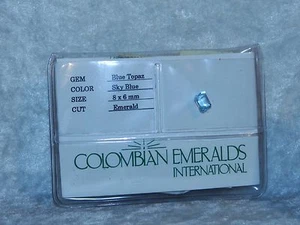 GEM Blue Topaz
COLOR Sky Blue
SIZE 8 x 6 mm
CUT Emerald
COLOMBIAN EMERALDS
INTERNATIONAL